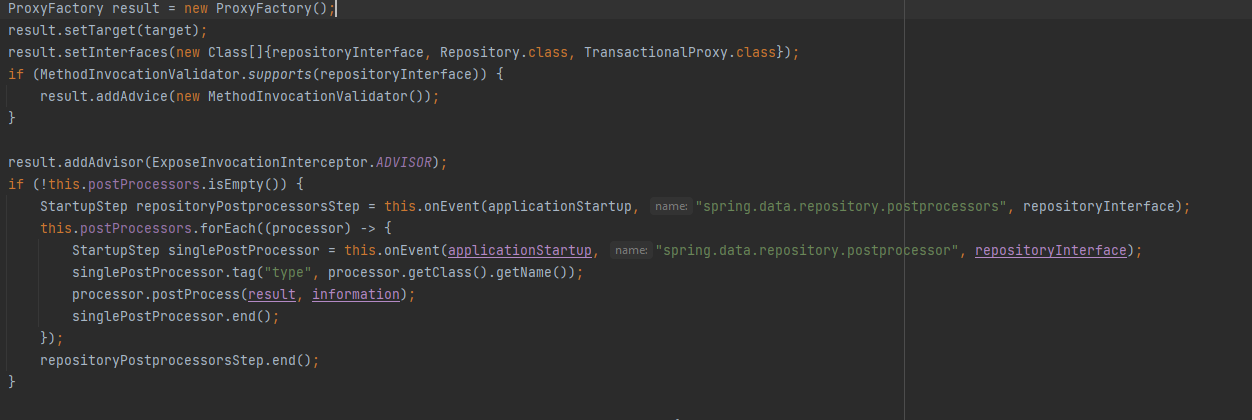 ProxyFactory result = new ProxyFactory();
result.setTarget(target);
result.setInterfaces(new Class[]{repositoryInterface, Repository.class, TransactionalProxy.class});
if (MethodInvocationValidator.supports(repositoryInterface)) {
    result.addAdvice(new MethodInvocationValidator());
}

result.addAdvisor(ExposeInvocationInterceptor.ADVISOR);
if (!this.postProcessors.isEmpty()) {
    StartupStep repositoryPostprocessorsStep = this.onEvent(applicationStartup, name: "spring.data.repository.postprocessors", repositoryInterface);
    this.postProcessors.forEach((processor) -> {
        StartupStep singlePostProcessor = this.onEvent(applicationStartup, name: "spring.data.repository.postprocessor", repositoryInterface);
        singlePostProcessor.tag("type", processor.getClass().getName());
        processor.postProcess(result, information);
        singlePostProcessor.end();
    });
    repositoryPostprocessorsStep.end();
}